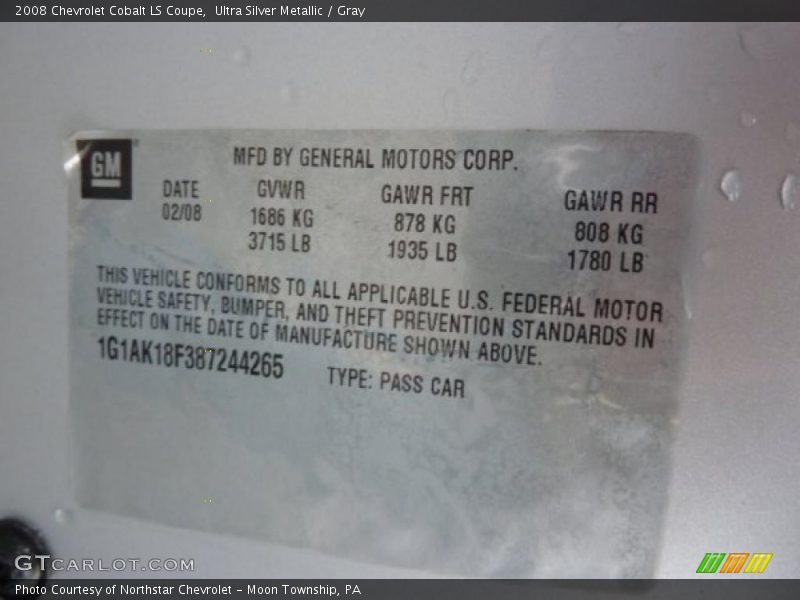 2008 Chevrolet Cobalt LS Coupe, Ultra Silver Metallic / Gray
GM
MFD BY GENERAL MOTORS CORP.
DATE GVWR GAWR FRT GAWR RR
02/08 1686 KG 878 KG 808 KG
3715 LB 1935 LB 1780 LB
THIS VEHICLE CONFORMS TO ALL APPLICABLE U.S. FEDERAL MOTOR
VEHICLE SAFETY, BUMPER, AND THEFT PREVENTION STANDARDS IN
EFFECT ON THE DATE OF MANUFACTURE SHOWN ABOVE.
1G1AK18F387244265 TYPE: PASS CAR
GTCARLOT.COM
Photo Courtesy of Northstar Chevrolet - Moon Township, PA